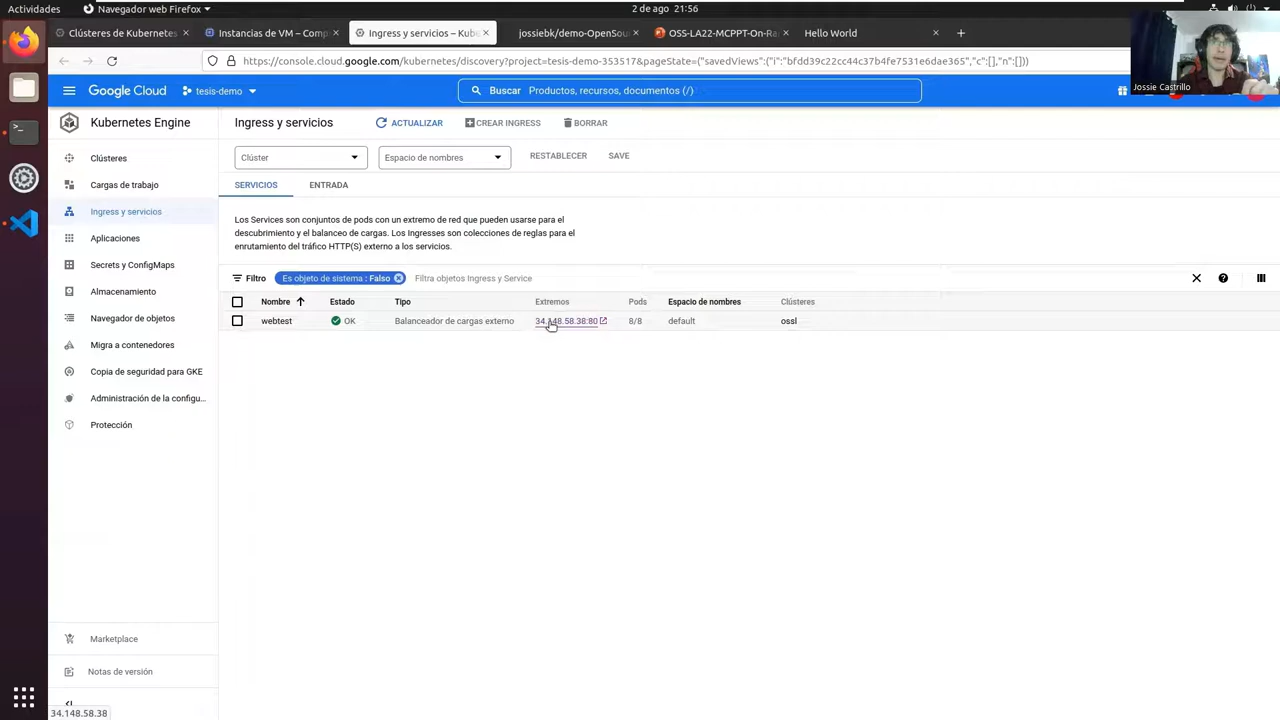 Actividades
Navegador web Firefox
2 de ago 21:56
Clústeres de Kubernetes
Instancias de VM – Comp
Ingress y servicios – Kube
jossiebk/demo-OpenSou
OSS-LA22-MCPPT-On-Ra
Hello World
https://console.cloud.google.com/kubernetes/discovery?project=tesis-demo-353517&pageState=("savedViews":("i":"bfdd39c22cc44c37b4fe7531e6dae365","c":[],"n":[]))
Jossie Castrillo
Google Cloud
tesis-demo
Buscar Productos, recursos, documentos (/)
Kubernetes Engine
Ingress y servicios
ACTUALIZAR
CREAR INGRESS
BORRAR
Clúster
Espacio de nombres
RESTABLECER
SAVE
Clústeres
Cargas de trabajo
Ingress y servicios
Aplicaciones
Secrets y ConfigMaps
Almacenamiento
Navegador de objetos
Migra a contenedores
Copia de seguridad para GKE
Administración de la configu...
Protección
SERVICIOS
ENTRADA
Los Services son conjuntos de pods con un extremo de red que pueden usarse para el
descubrimiento y el balanceo de cargas. Los Ingresses son colecciones de reglas para el
enrutamiento del tráfico HTTP(S) externo a los servicios.
Filtro
Es objeto de sistema : Falso
Filtra objetos Ingress y Service
Nombre Estado Tipo Extremos Pods Espacio de nombres Clústeres
webtest OK Balanceador de cargas externo 34.148.58.38:80 8/8 default ossl
Marketplace
Notas de versión
34.148.58.38